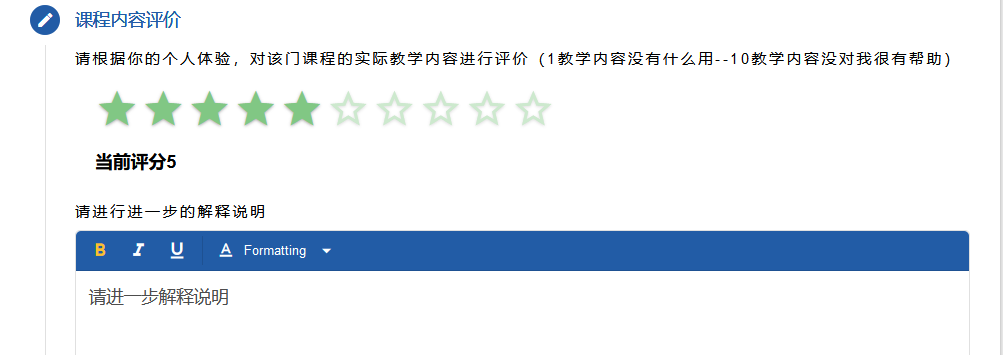 课程内容评价
请根据你的个人体验，对该门课程的实际教学内容进行评价（1教学内容没有什么用--10教学内容没对我很有帮助）
当前评分5
请进行进一步的解释说明
B I U A Formatting
请进一步解释说明